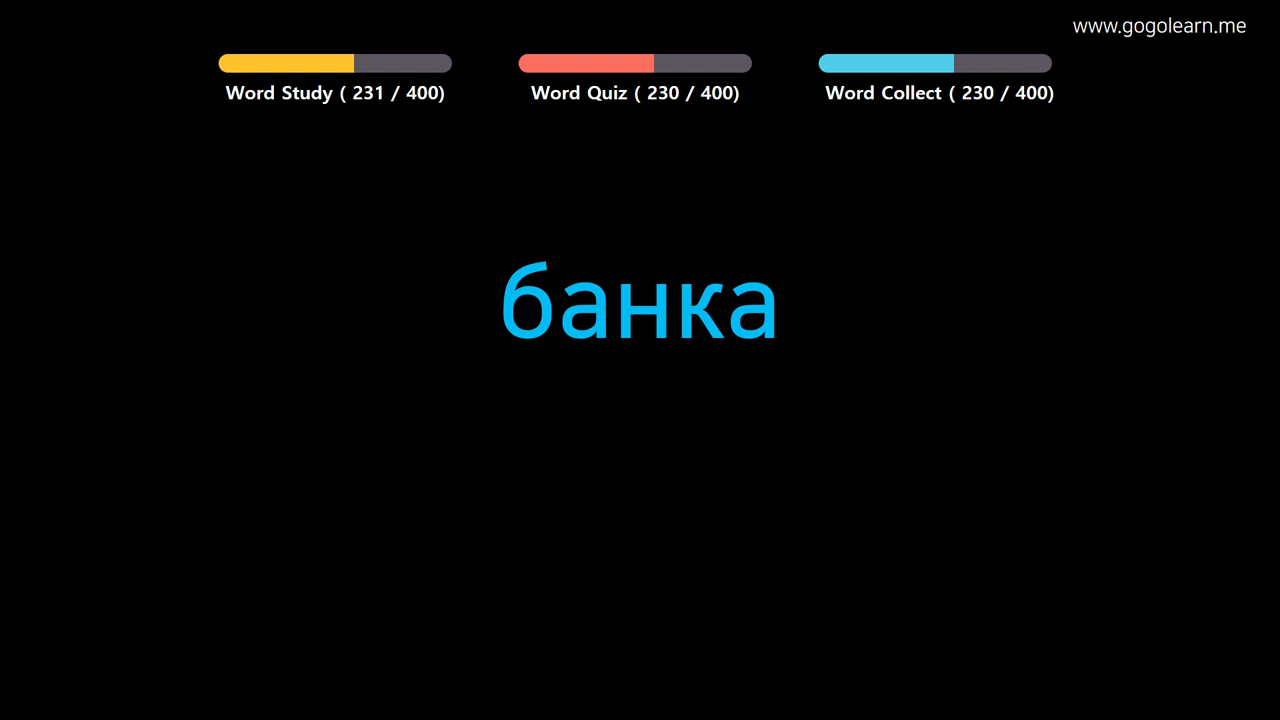 www.gogolearn.me
Word Study ( 231 / 400)
Word Quiz ( 230 / 400)
Word Collect ( 230 / 400)
банка